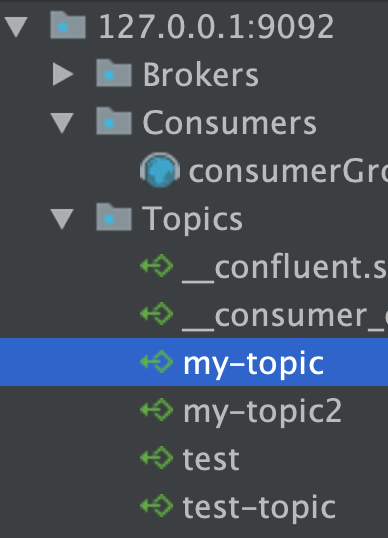 127.0.0.1:9092
Brokers
Consumers
consumerGro
Topics
__confluent.s
__consumer_
my-topic
my-topic2
test
test-topic